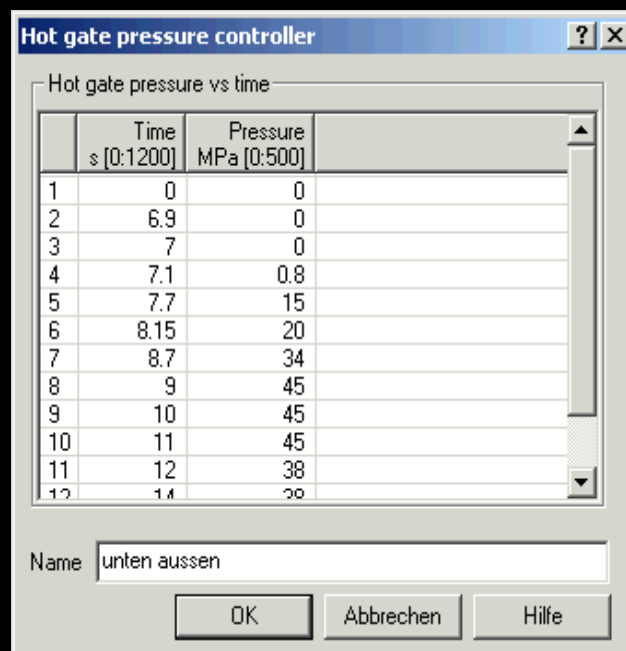 Hot gate pressure controller
Hot gate pressure vs time
Time Pressure
s [0:1200] MPa [0:500]
1 0 0
2 6.9 0
3 7 0
4 7.1 0.8
5 7.7 15
6 8.15 20
7 8.7 34
8 9 45
9 10 45
10 11 45
11 12 38
Name unten aussen
OK Abbrechen Hilfe